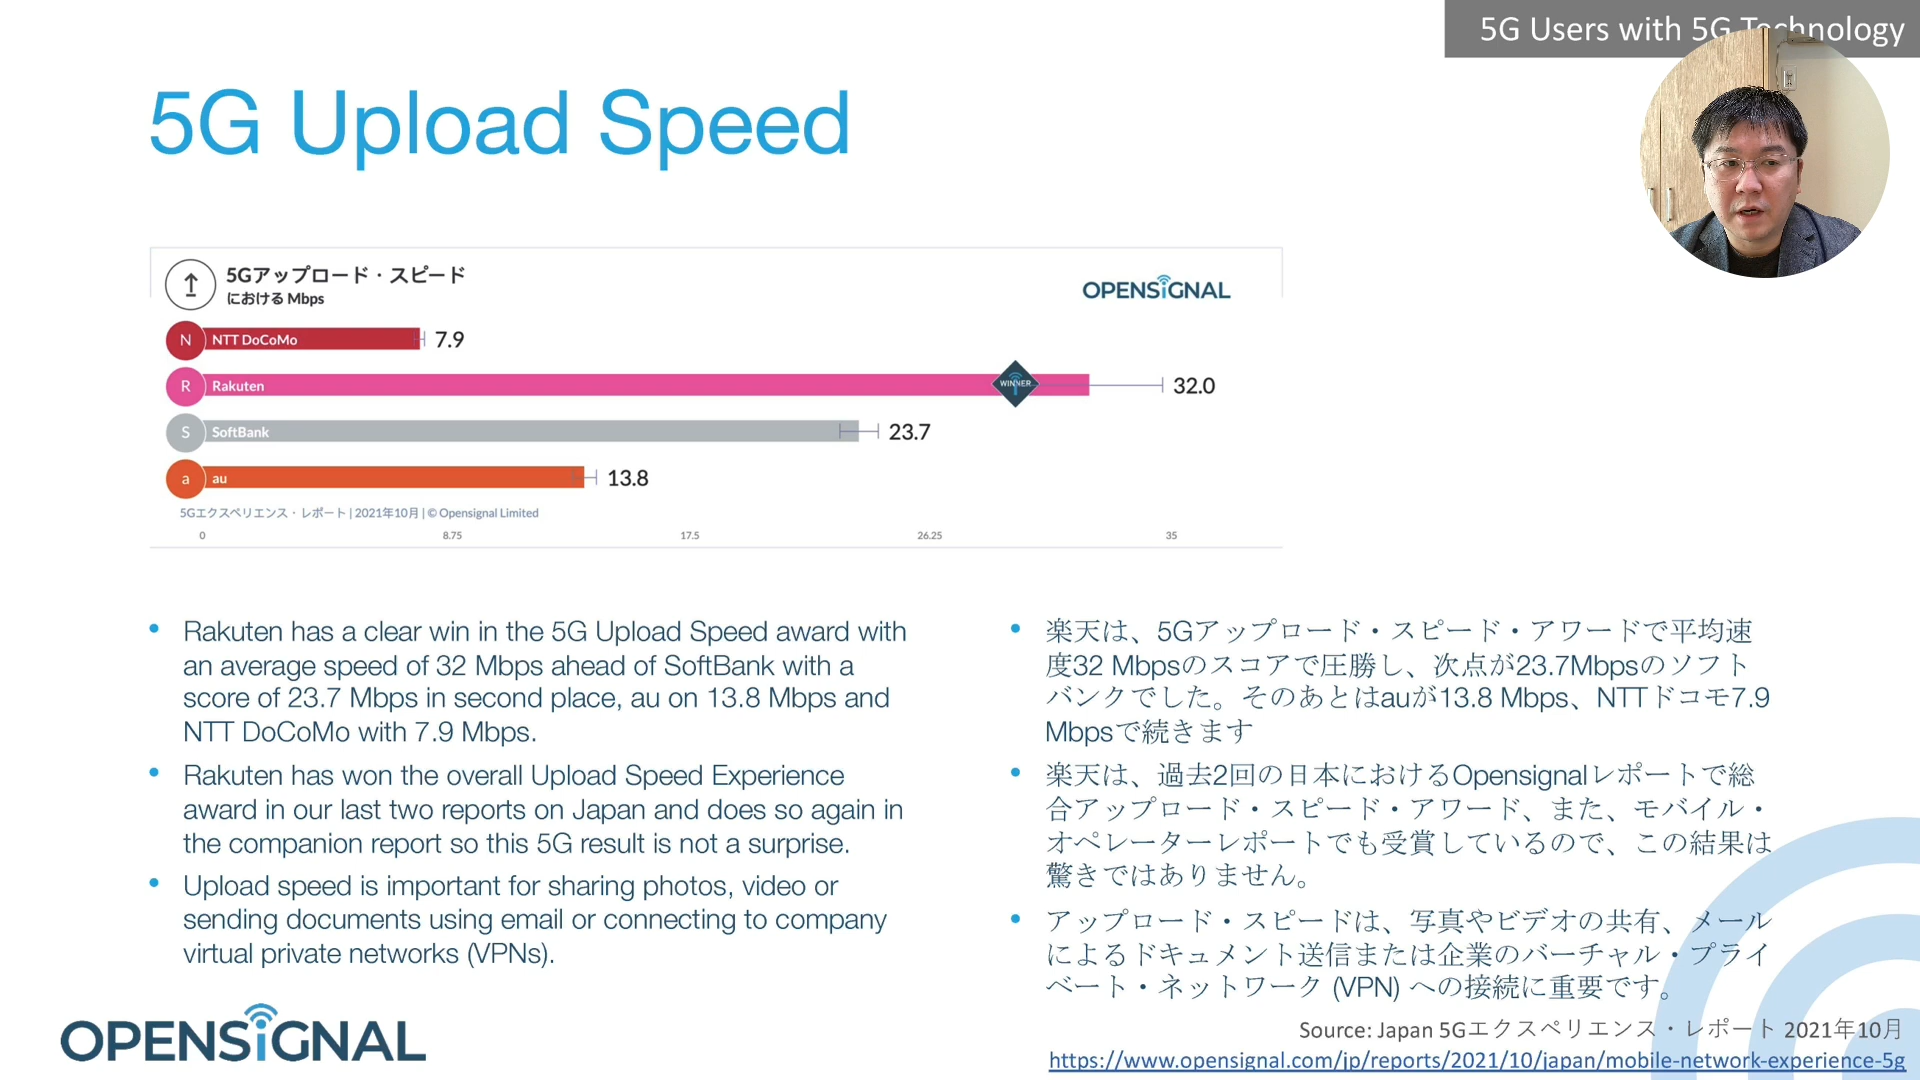 5G Users with 5G Technology
5G Upload Speed
5Gアップロード・スピード
における Mbps
OPENSIGNAL
N NTT DoCoMo 7.9
R Rakuten WINNER 32.0
S SoftBank 23.7
a au 13.8
5Gエクスペリエンス・レポート | 2021年10月 | © Opensignal Limited
0 8.75 17.5 26.25 35
• Rakuten has a clear win in the 5G Upload Speed award with
an average speed of 32 Mbps ahead of SoftBank with a
score of 23.7 Mbps in second place, au on 13.8 Mbps and
NTT DoCoMo with 7.9 Mbps.
• Rakuten has won the overall Upload Speed Experience
award in our last two reports on Japan and does so again in
the companion report so this 5G result is not a surprise.
• Upload speed is important for sharing photos, video or
sending documents using email or connecting to company
virtual private networks (VPNs).
• 楽天は、5Gアップロード・スピード・アワードで平均速
度32 Mbpsのスコアで圧勝し、次点が23.7Mbpsのソフト
バンクでした。そのあとはauが13.8 Mbps、NTTドコモ7.9
Mbpsで続きます
• 楽天は、過去2回の日本におけるOpensignalレポートで総
合アップロード・スピード・アワード、また、モバイル・
オペレーターレポートでも受賞しているので、この結果は
驚きではありません。
• アップロード・スピードは、写真やビデオの共有、メール
によるドキュメント送信または企業のバーチャル・プライ
ベート・ネットワーク (VPN) への接続に重要です。
OPENSIGNAL
Source: Japan 5Gエクスペリエンス・レポート 2021年10月
https://www.opensignal.com/jp/reports/2021/10/japan/mobile-network-experience-5g